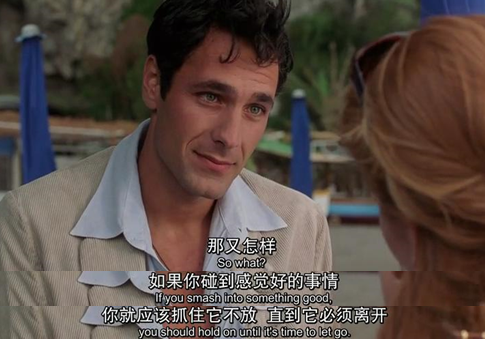 那又怎样
So what?
如果你碰到感觉好的事情
If you smash into something good,
你就应该抓住它不放 直到它必须离开
you should hold on until it's time to let go.